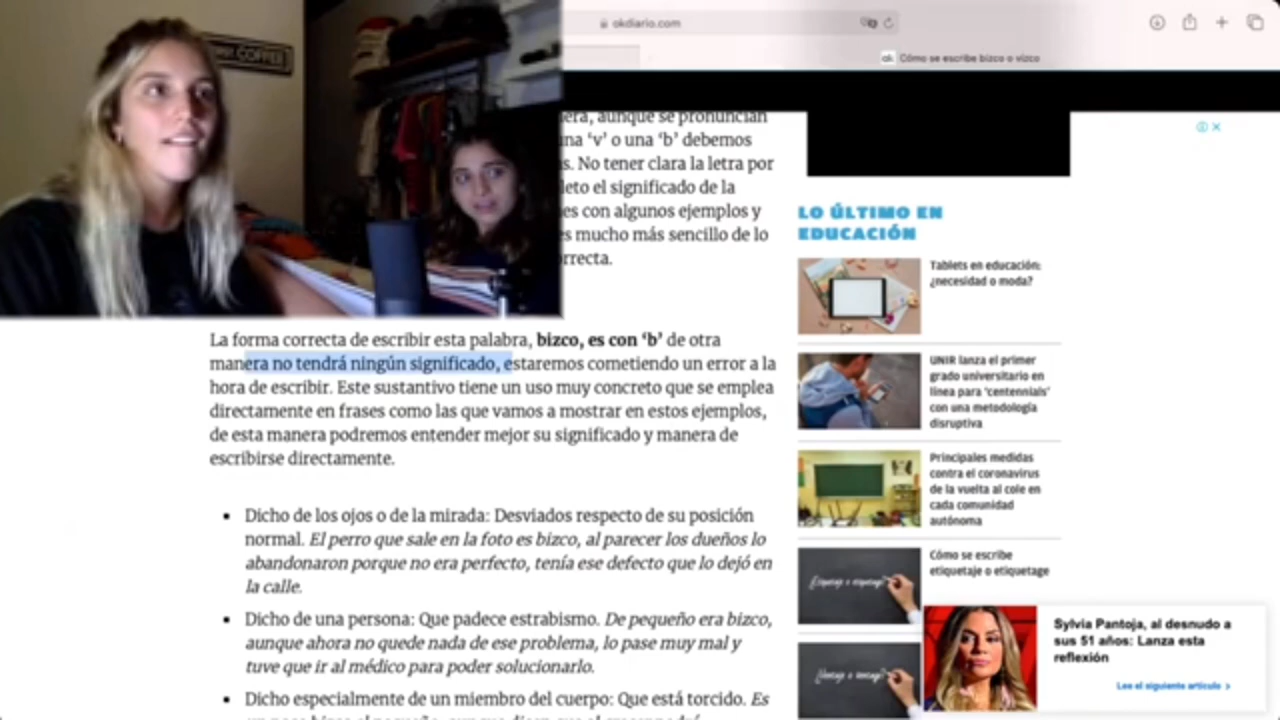 COFFEE
okdiario.com
ok Cómo se escribe bizco o vizco
era, aunque se pronuncian
na ‘v’ o una ‘b’ debemos
s. No tener clara la letra por
leto el significado de la
es con algunos ejemplos y
es mucho más sencillo de lo
rrecta.
La forma correcta de escribir esta palabra, bizco, es con ‘b’ de otra
manera no tendrá ningún significado, estaremos cometiendo un error a la
hora de escribir. Este sustantivo tiene un uso muy concreto que se emplea
directamente en frases como las que vamos a mostrar en estos ejemplos,
de esta manera podremos entender mejor su significado y manera de
escribirse directamente.
Dicho de los ojos o de la mirada: Desviados respecto de su posición
normal. El perro que sale en la foto es bizco, al parecer los dueños lo
abandonaron porque no era perfecto, tenía ese defecto que lo dejó en
la calle.
Dicho de una persona: Que padece estrabismo. De pequeño era bizco,
aunque ahora no quede nada de ese problema, lo pase muy mal y
tuve que ir al médico para poder solucionarlo.
Dicho especialmente de un miembro del cuerpo: Que está torcido. Es
LO ÚLTIMO EN
EDUCACIÓN
Tablets en educación:
¿necesidad o moda?
UNIR lanza el primer
grado universitario en
línea para ‘centennials’
con una metodología
disruptiva
Principales medidas
contra el coronavirus
de la vuelta al cole en
cada comunidad
autónoma
Cómo se escribe
etiquetaje o etiquetage
¿Etiquetaje o etiquetage?
Sylvia Pantoja, al desnudo a
sus 51 años: Lanza esta
reflexión
Lee el siguiente artículo >